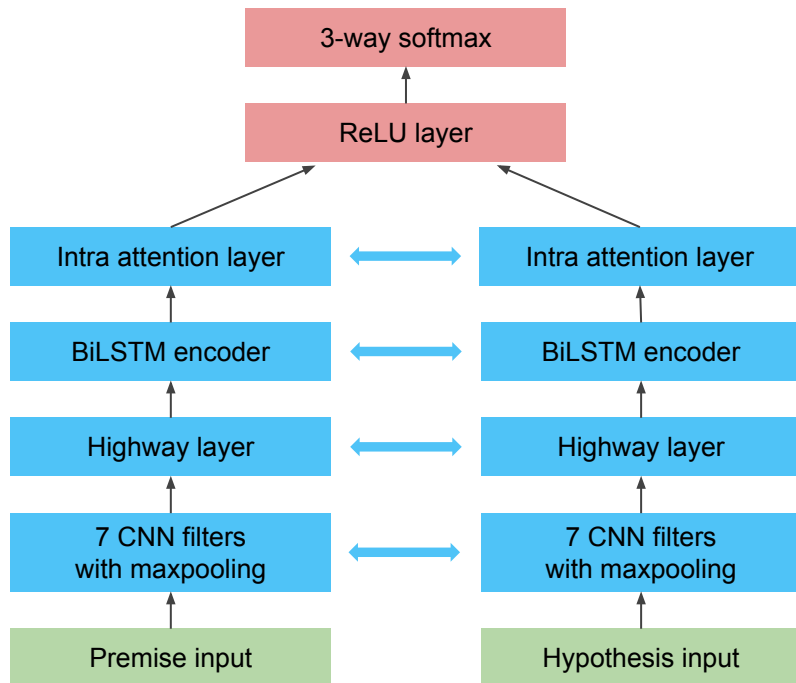 3-way softmax
ReLU layer
Intra attention layer
Intra attention layer
BiLSTM encoder
BiLSTM encoder
Highway layer
Highway layer
7 CNN filters
with maxpooling
7 CNN filters
with maxpooling
Premise input
Hypothesis input